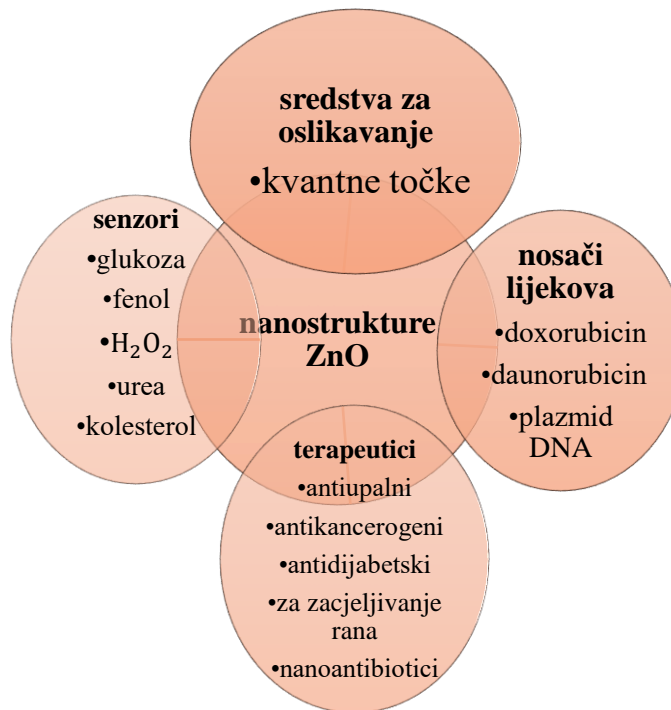 sredstva za
oslikavanje
•kvantne točke
senzori
•glukoza
•fenol
•H₂O₂
•urea
•kolesterol
nanostrukture
ZnO
nosači
lijekova
•doxorubicin
•daunorubicin
•plazmid
DNA
terapeutici
•antiupalni
•antikancerogeni
•antidijabetski
•za zacjeljivanje
rana
•nanoantibiotici